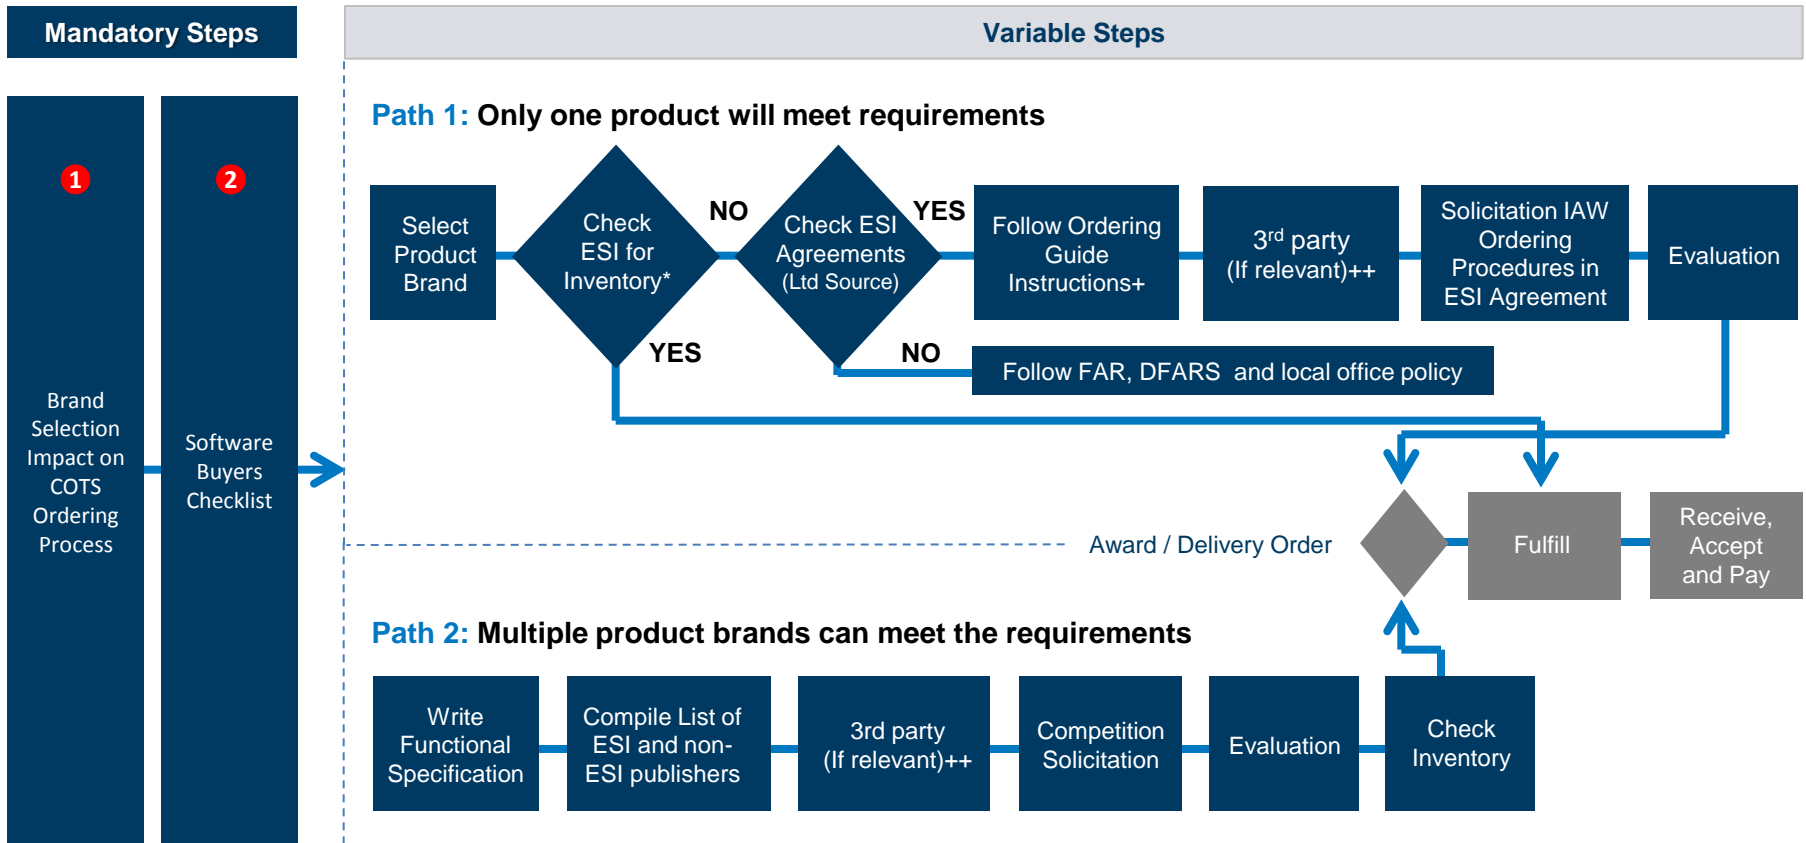 Mandatory Steps
Variable Steps
1
Brand
Selection
Impact on
COTS
Ordering
Process
2
Software
Buyers
Checklist
Path 1: Only one product will meet requirements
Select
Product
Brand
Check
ESI for
Inventory*
NO
YES
Check ESI
Agreements
(Ltd Source)
YES
NO
Follow Ordering
Guide
Instructions+
3rd party
(If relevant)++
Solicitation IAW
Ordering
Procedures in
ESI Agreement
Evaluation
Follow FAR, DFARS and local office policy
Award / Delivery Order
Fulfill
Receive,
Accept
and Pay
Path 2: Multiple product brands can meet the requirements
Write
Functional
Specification
Compile List of
ESI and non-
ESI publishers
3rd party
(If relevant)++
Competition
Solicitation
Evaluation
Check
Inventory